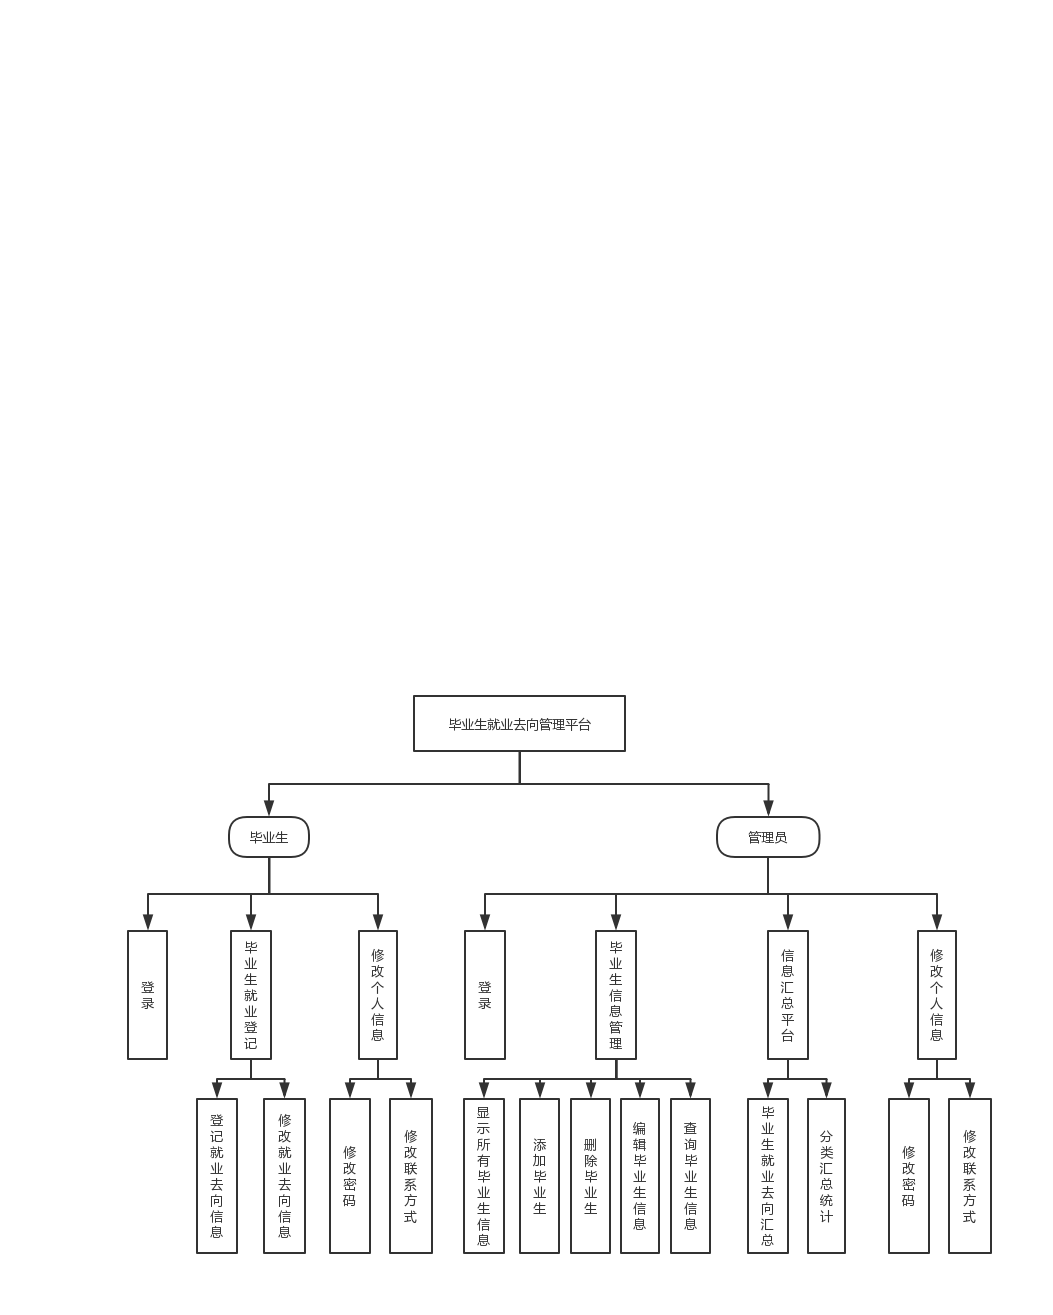 毕业生就业去向管理平台
毕业生
管理员
登录
毕业生就业登记
修改个人信息
登录
毕业生信息管理
信息汇总平台
修改个人信息
登记就业去向信息
修改就业去向信息
修改密码
修改联系方式
显示所有毕业生信息
添加毕业生
删除毕业生
编辑毕业生信息
查询毕业生信息
毕业生就业去向汇总
分类汇总统计
修改密码
修改联系方式